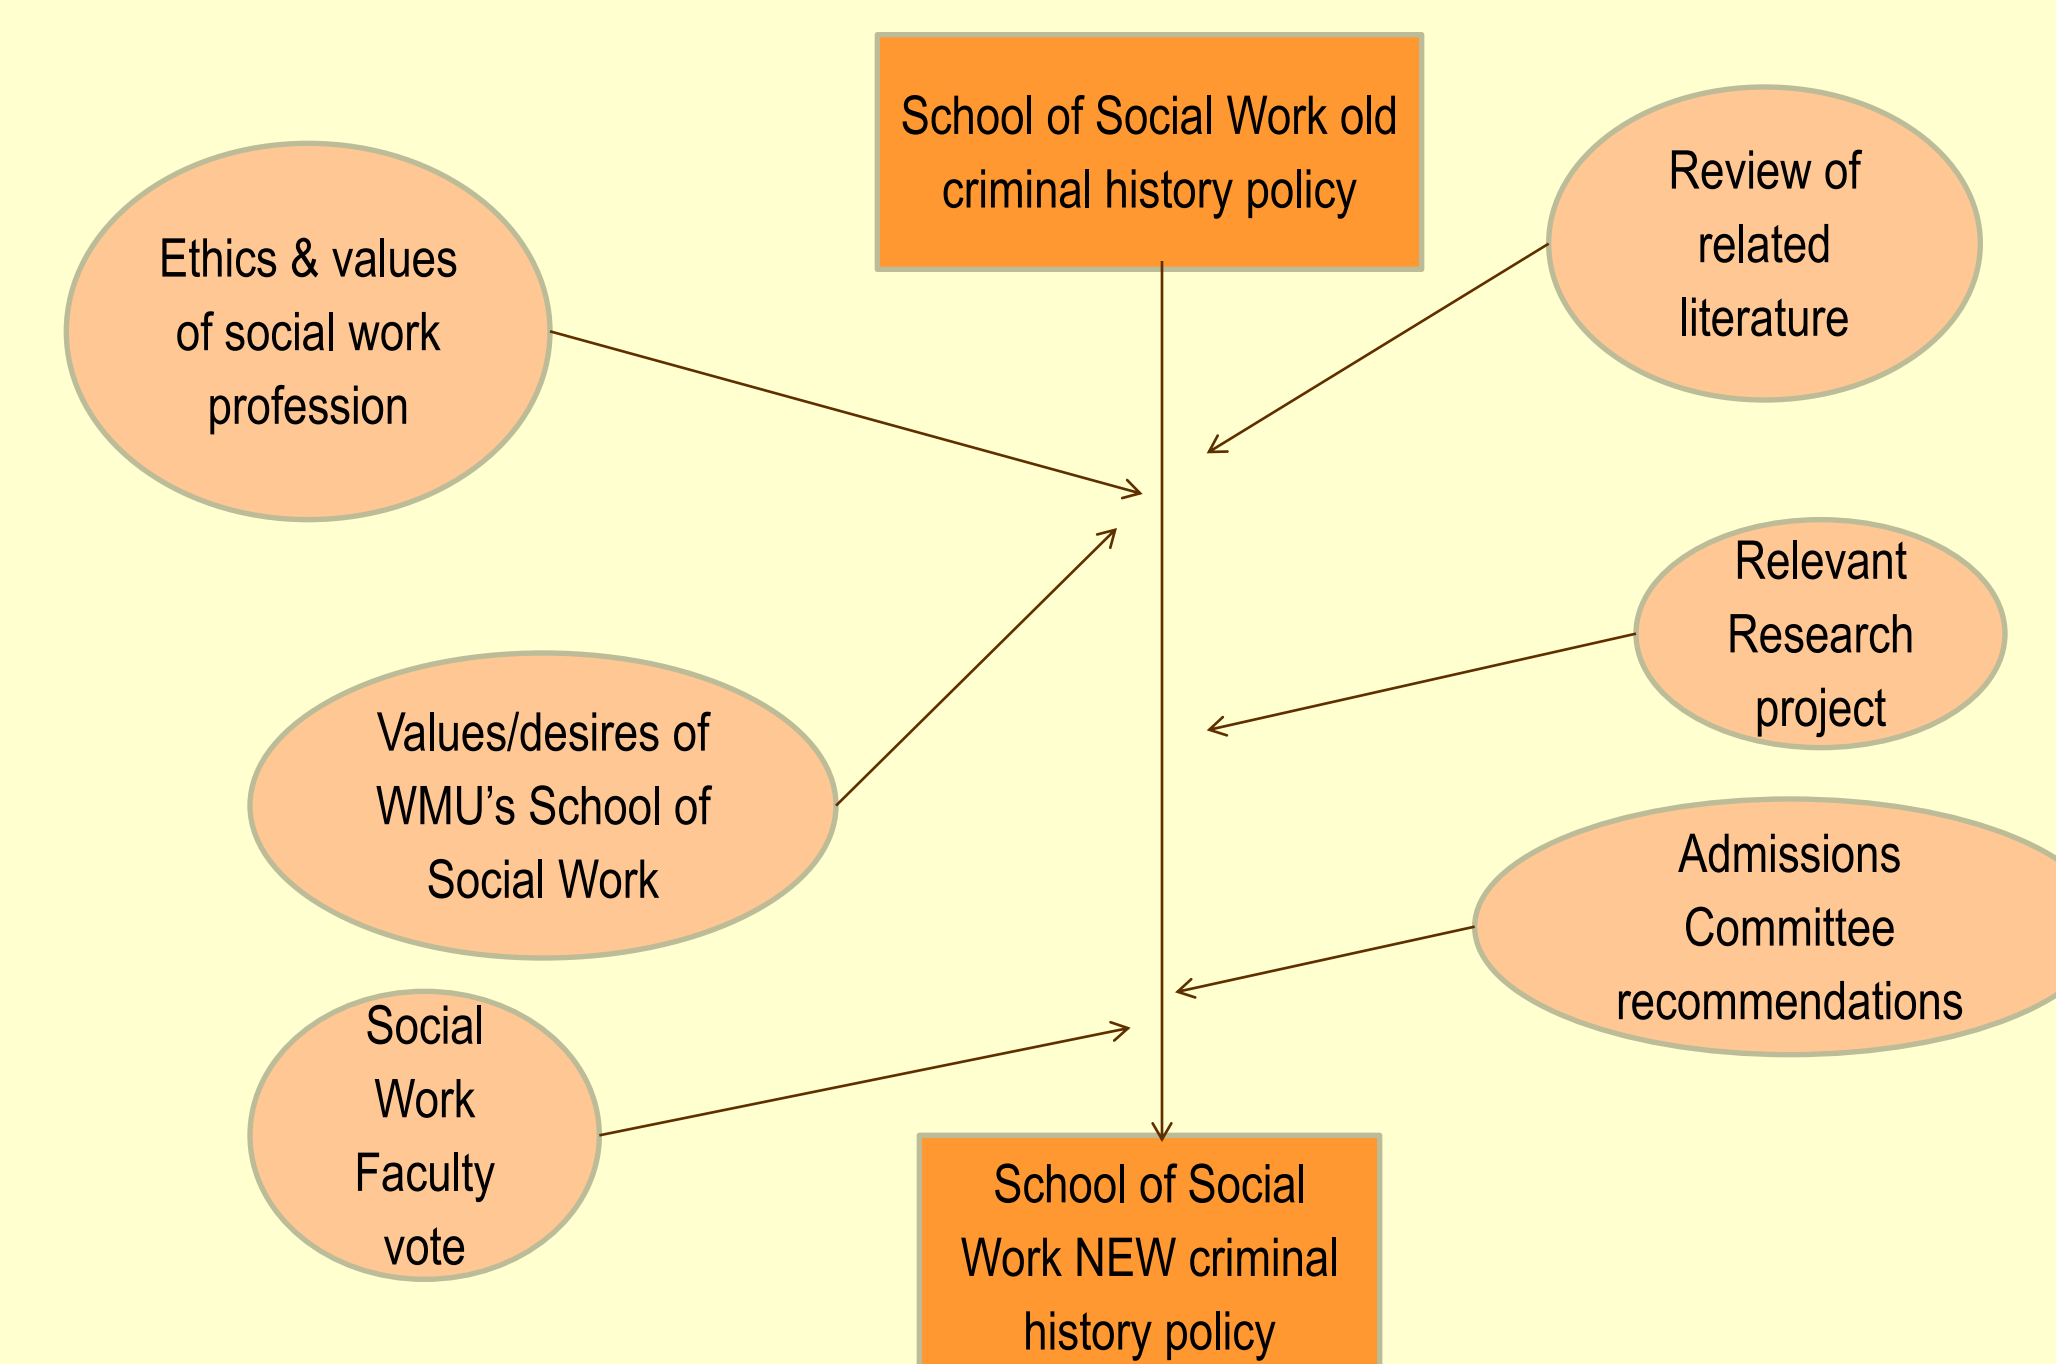 School of Social Work old
criminal history policy
Ethics & values
of social work
profession
Review of
related
literature
Relevant
Research
project
Values/desires of
WMU’s School of
Social Work
Admissions
Committee
recommendations
Social
Work
Faculty
vote
School of Social
Work NEW criminal
history policy